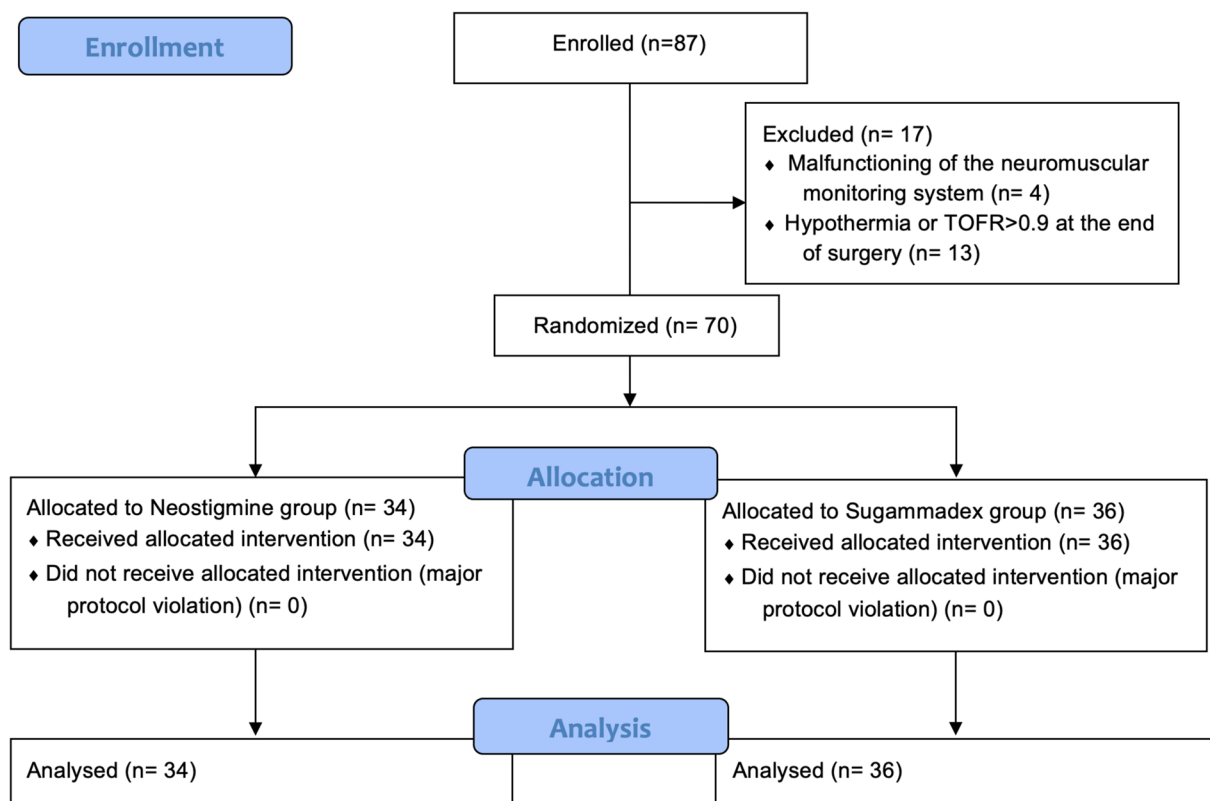 Enrollment
Enrolled (n=87)
Excluded (n= 17)
♦ Malfunctioning of the neuromuscular
monitoring system (n= 4)
♦ Hypothermia or TOFR>0.9 at the end
of surgery (n= 13)
Randomized (n= 70)
Allocation
Allocated to Neostigmine group (n= 34)
♦ Received allocated intervention (n= 34)
♦ Did not receive allocated intervention (major
protocol violation) (n= 0)
Allocated to Sugammadex group (n= 36)
♦ Received allocated intervention (n= 36)
♦ Did not receive allocated intervention (major
protocol violation) (n= 0)
Analysis
Analysed (n= 34)
Analysed (n= 36)